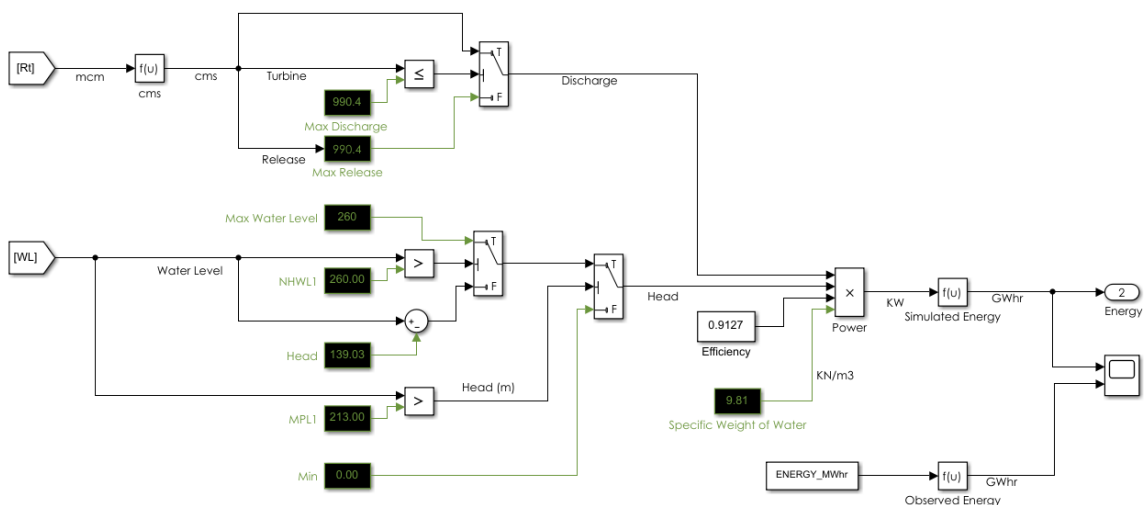 [Rt]
mcm
f(u)
cms
cms
Turbine
≤
T
F
Discharge
990.4
Max Discharge
Release
990.4
Max Release
Max Water Level
260
[WL]
Water Level
NHWL1
260.00
>
T
F
T
F
Head
+
−
Head
139.03
Head (m)
MPL1
213.00
>
Min
0.00
0.9127
Efficiency
×
Power
KW
f(u)
Simulated Energy
GWhr
2
Energy
KN/m3
9.81
Specific Weight of Water
ENERGY_MWhr
f(u)
Observed Energy
GWhr